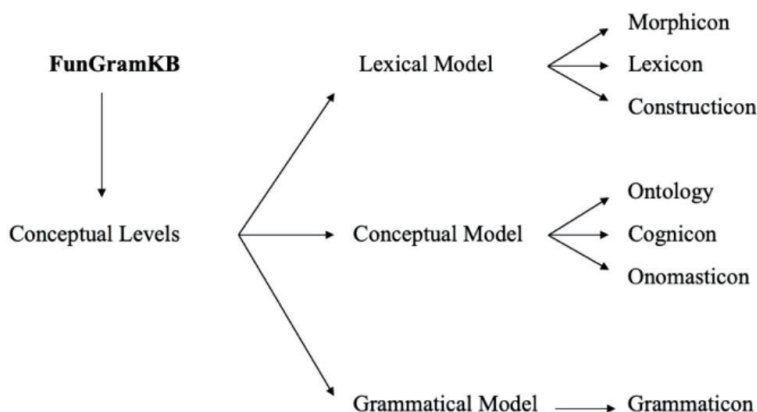 FunGramKB
Conceptual Levels
Lexical Model
Morphicon
Lexicon
Constructicon
Conceptual Model
Ontology
Cognicon
Onomasticon
Grammatical Model
Grammaticon